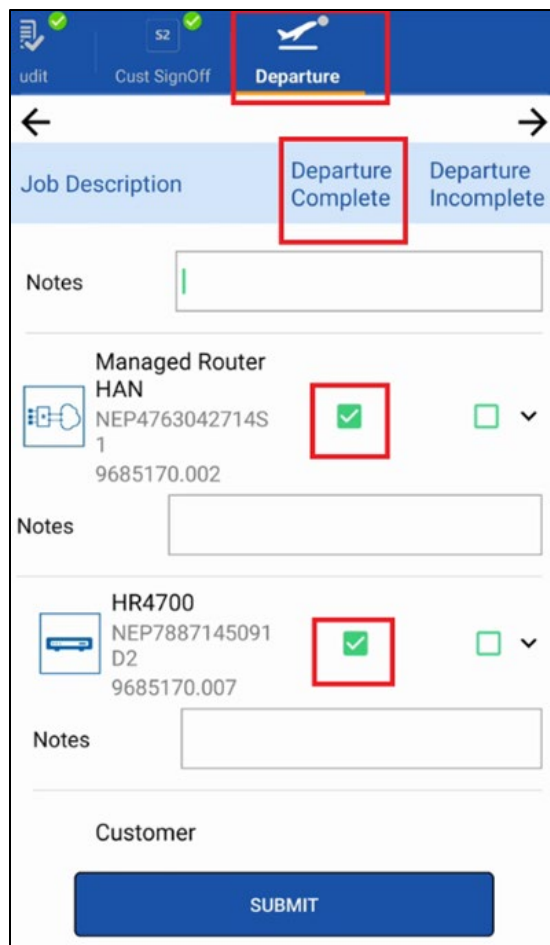 S2
udit
Cust SignOff
Departure
Job Description
Departure
Complete
Departure
Incomplete
Notes
Managed Router
HAN
NEP4763042714S
1
9685170.002
Notes
HR4700
NEP7887145091
D2
9685170.007
Notes
Customer
SUBMIT